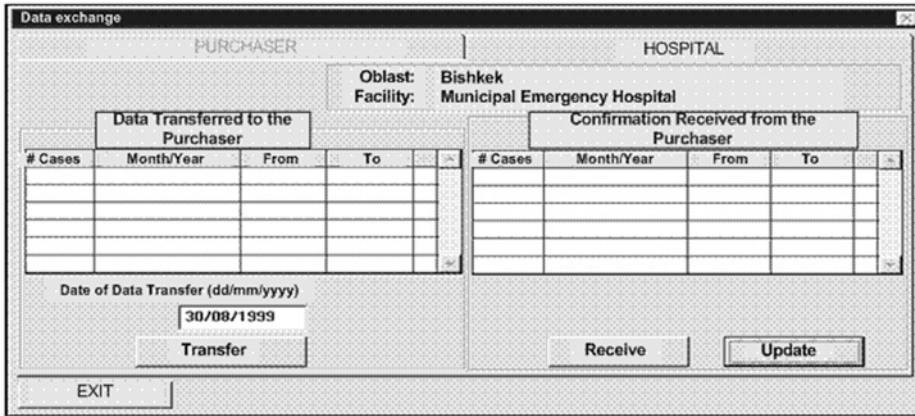 Data exchange
PURCHASER
HOSPITAL
Oblast: Bishkek
Facility: Municipal Emergency Hospital
Data Transferred to the
Purchaser
# Cases Month/Year From To
Confirmation Received from the
Purchaser
# Cases Month/Year From To
Date of Data Transfer (dd/mm/yyyy)
30/08/1999
Transfer
Receive
Update
EXIT